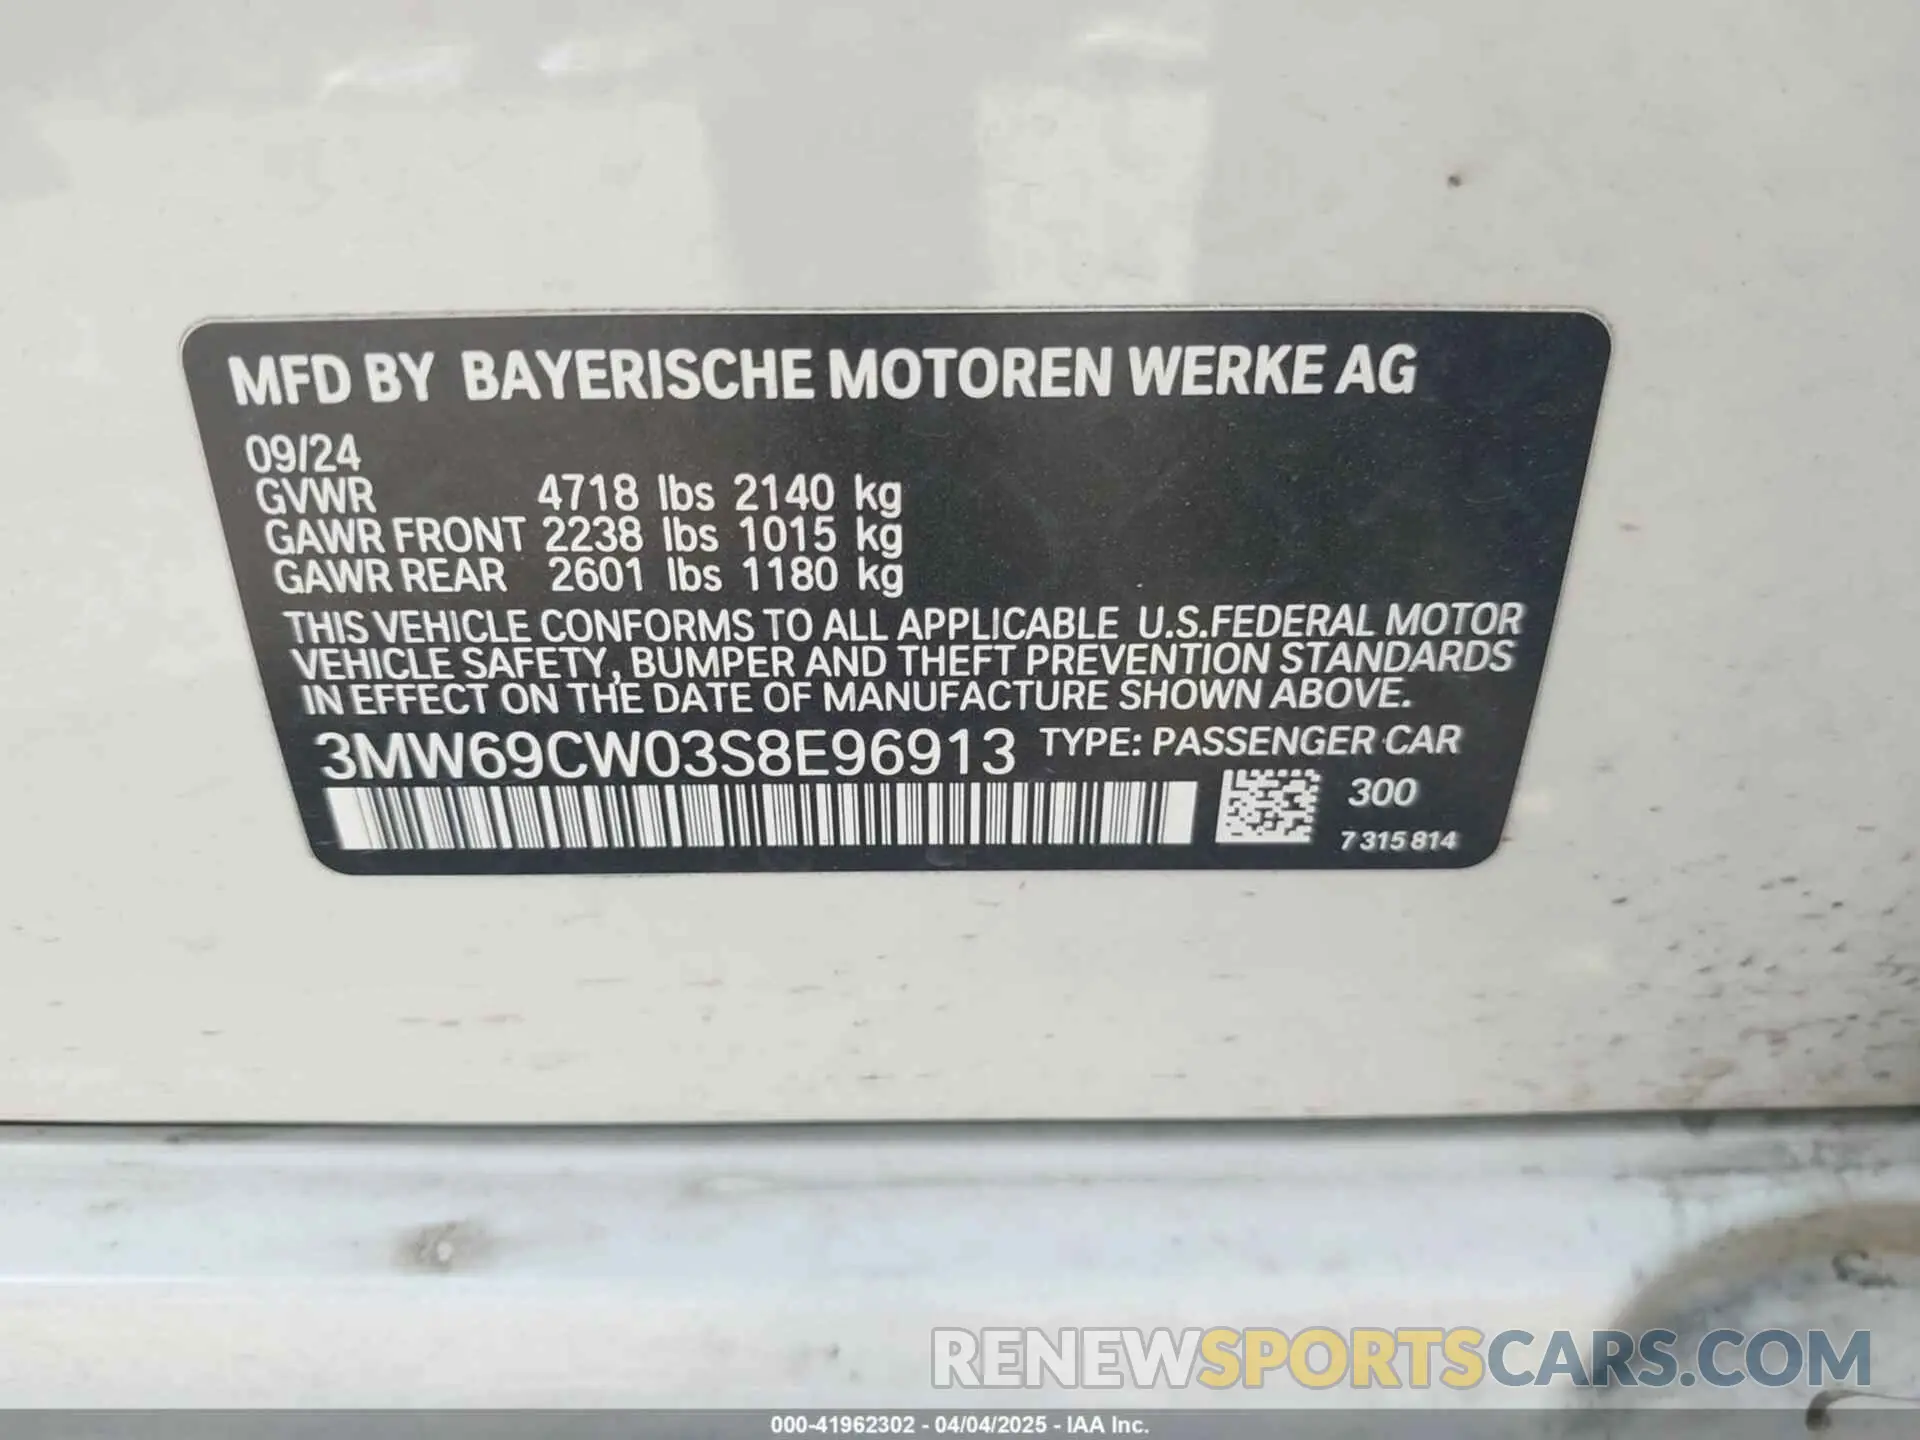 MFD BY BAYERISCHE MOTOREN WERKE AG
09/24
GVWR 4718 lbs 2140 kg
GAWR FRONT 2238 lbs 1015 kg
GAWR REAR 2601 lbs 1180 kg
THIS VEHICLE CONFORMS TO ALL APPLICABLE U.S.FEDERAL MOTOR
VEHICLE SAFETY, BUMPER AND THEFT PREVENTION STANDARDS
IN EFFECT ON THE DATE OF MANUFACTURE SHOWN ABOVE.
3MW69CW03S8E96913 TYPE: PASSENGER CAR
300
7 315 814
RENEWSPORTSCARS.COM
000-41962302 - 04/04/2025 - IAA Inc.